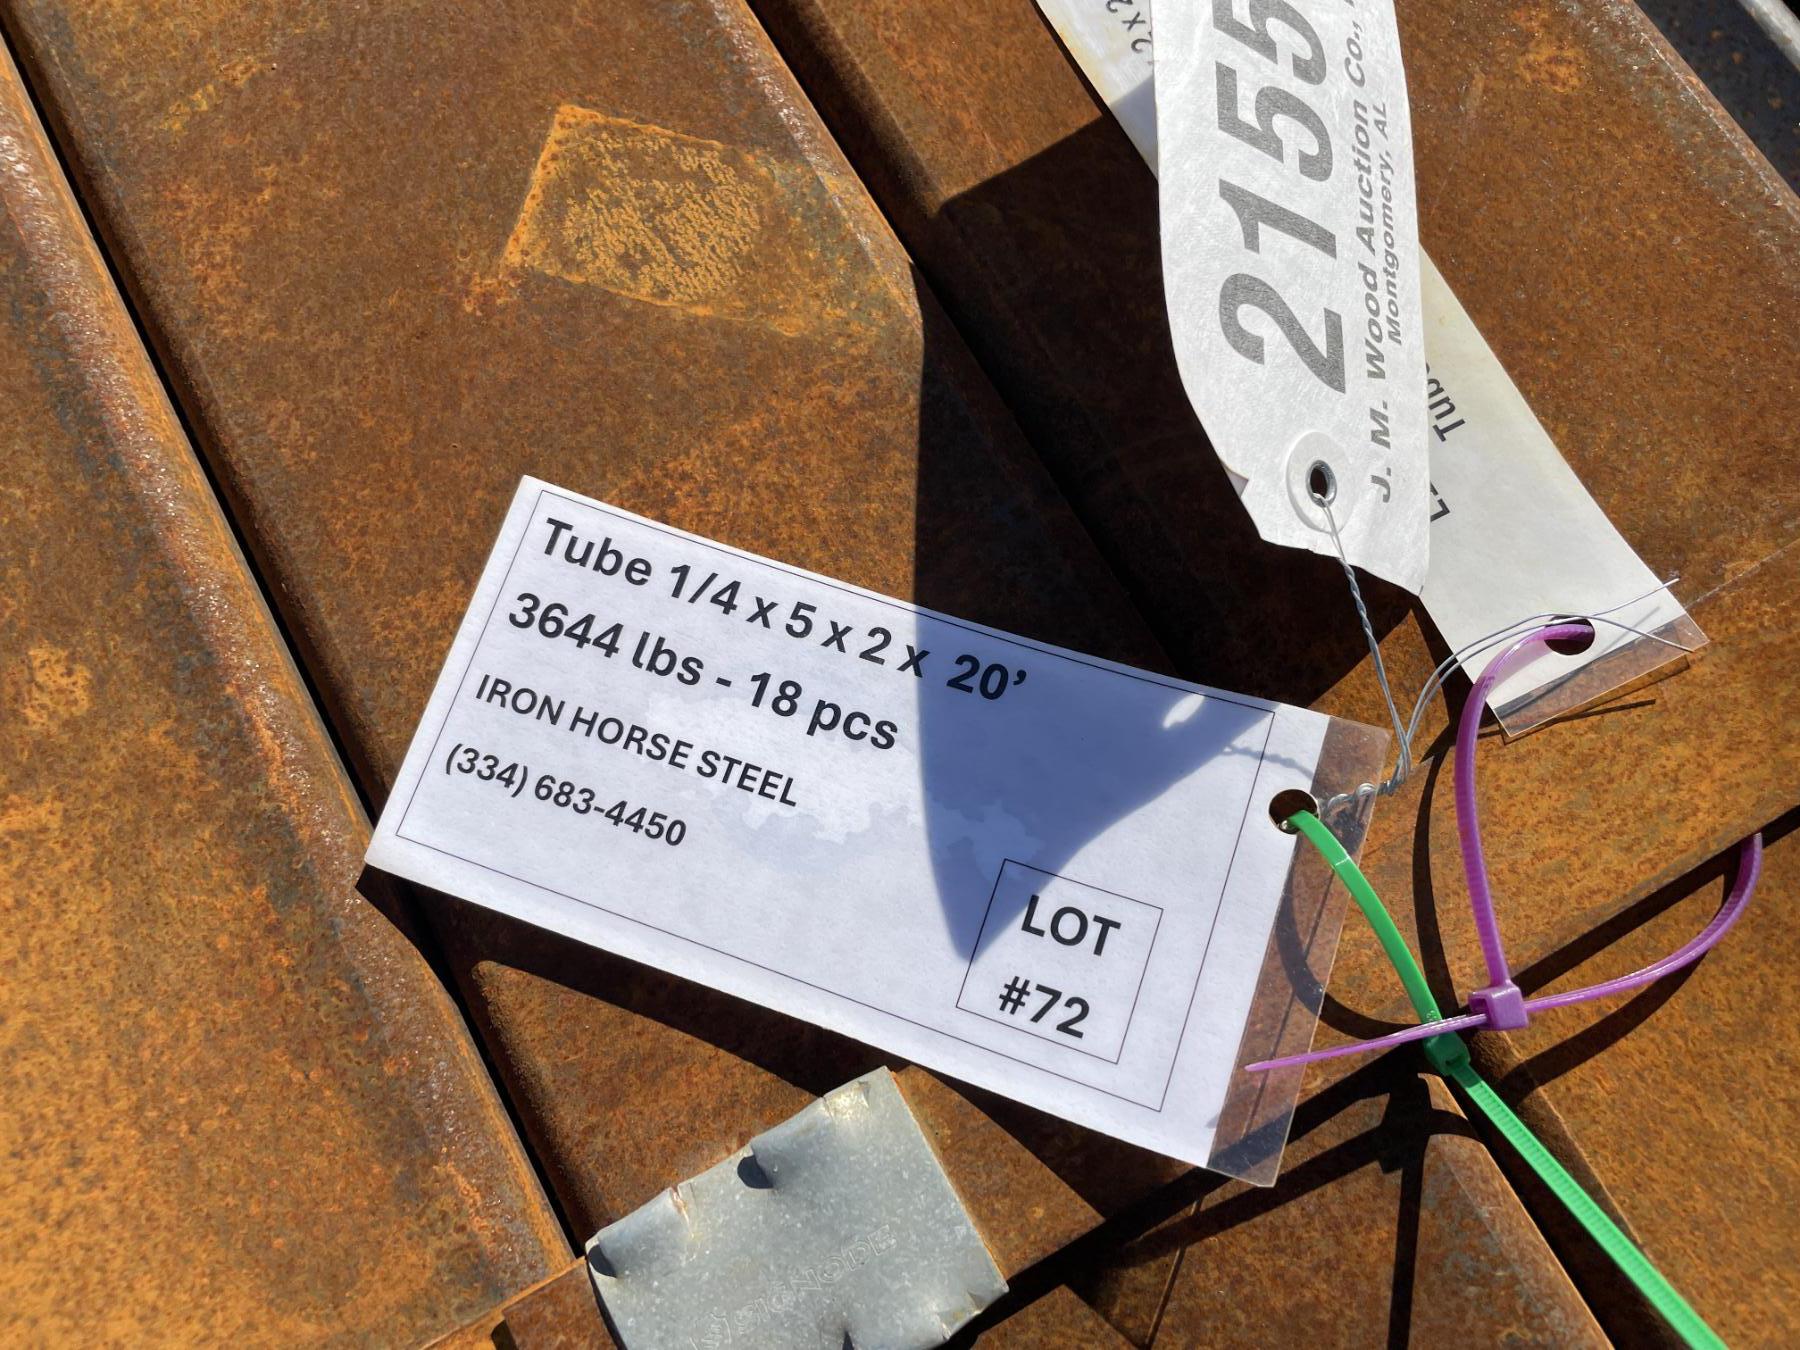 Tube 1/4 x 5 x 2 x 20’
3644 lbs - 18 pcs
IRON HORSE STEEL
(334) 683-4450
LOT
#72
2155
J. M. Wood Auction Co.,
Montgomery, AL